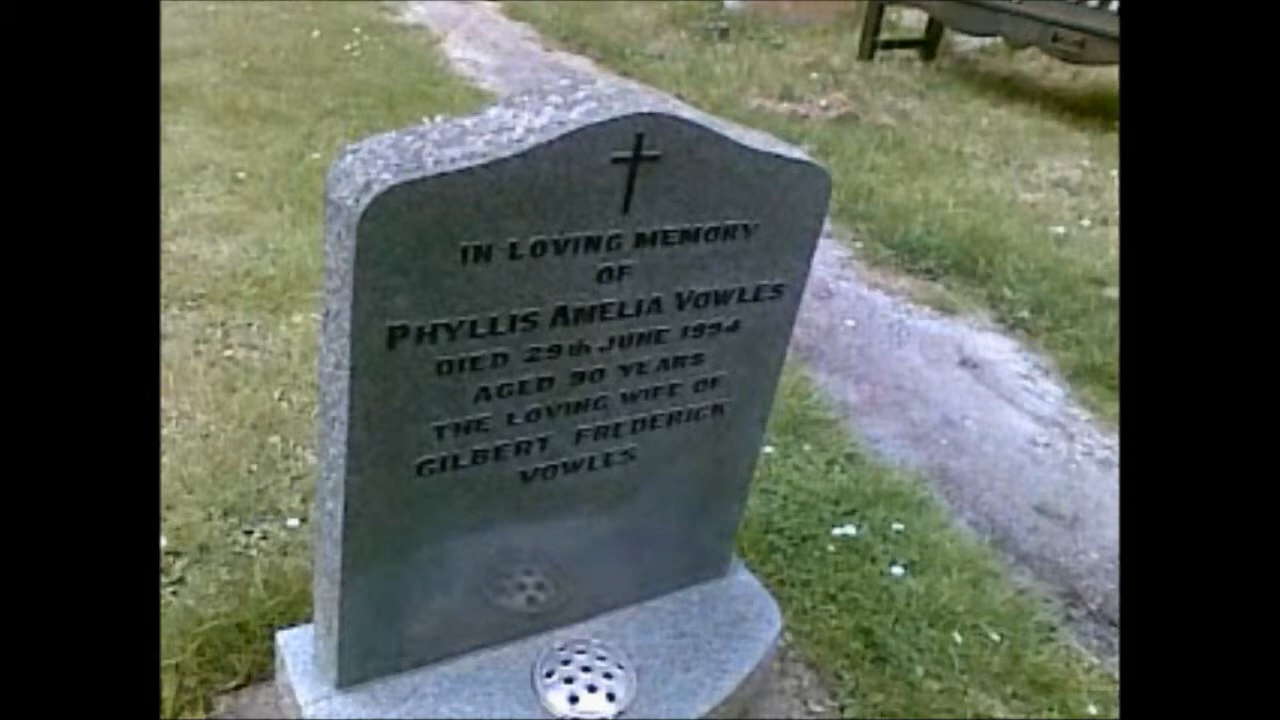 IN LOVING MEMORY
OF
PHYLLIS AMELIA VOWLES
DIED 29th JUNE 1994
AGED 90 YEARS
THE LOVING WIFE OF
GILBERT FREDERICK
VOWLES